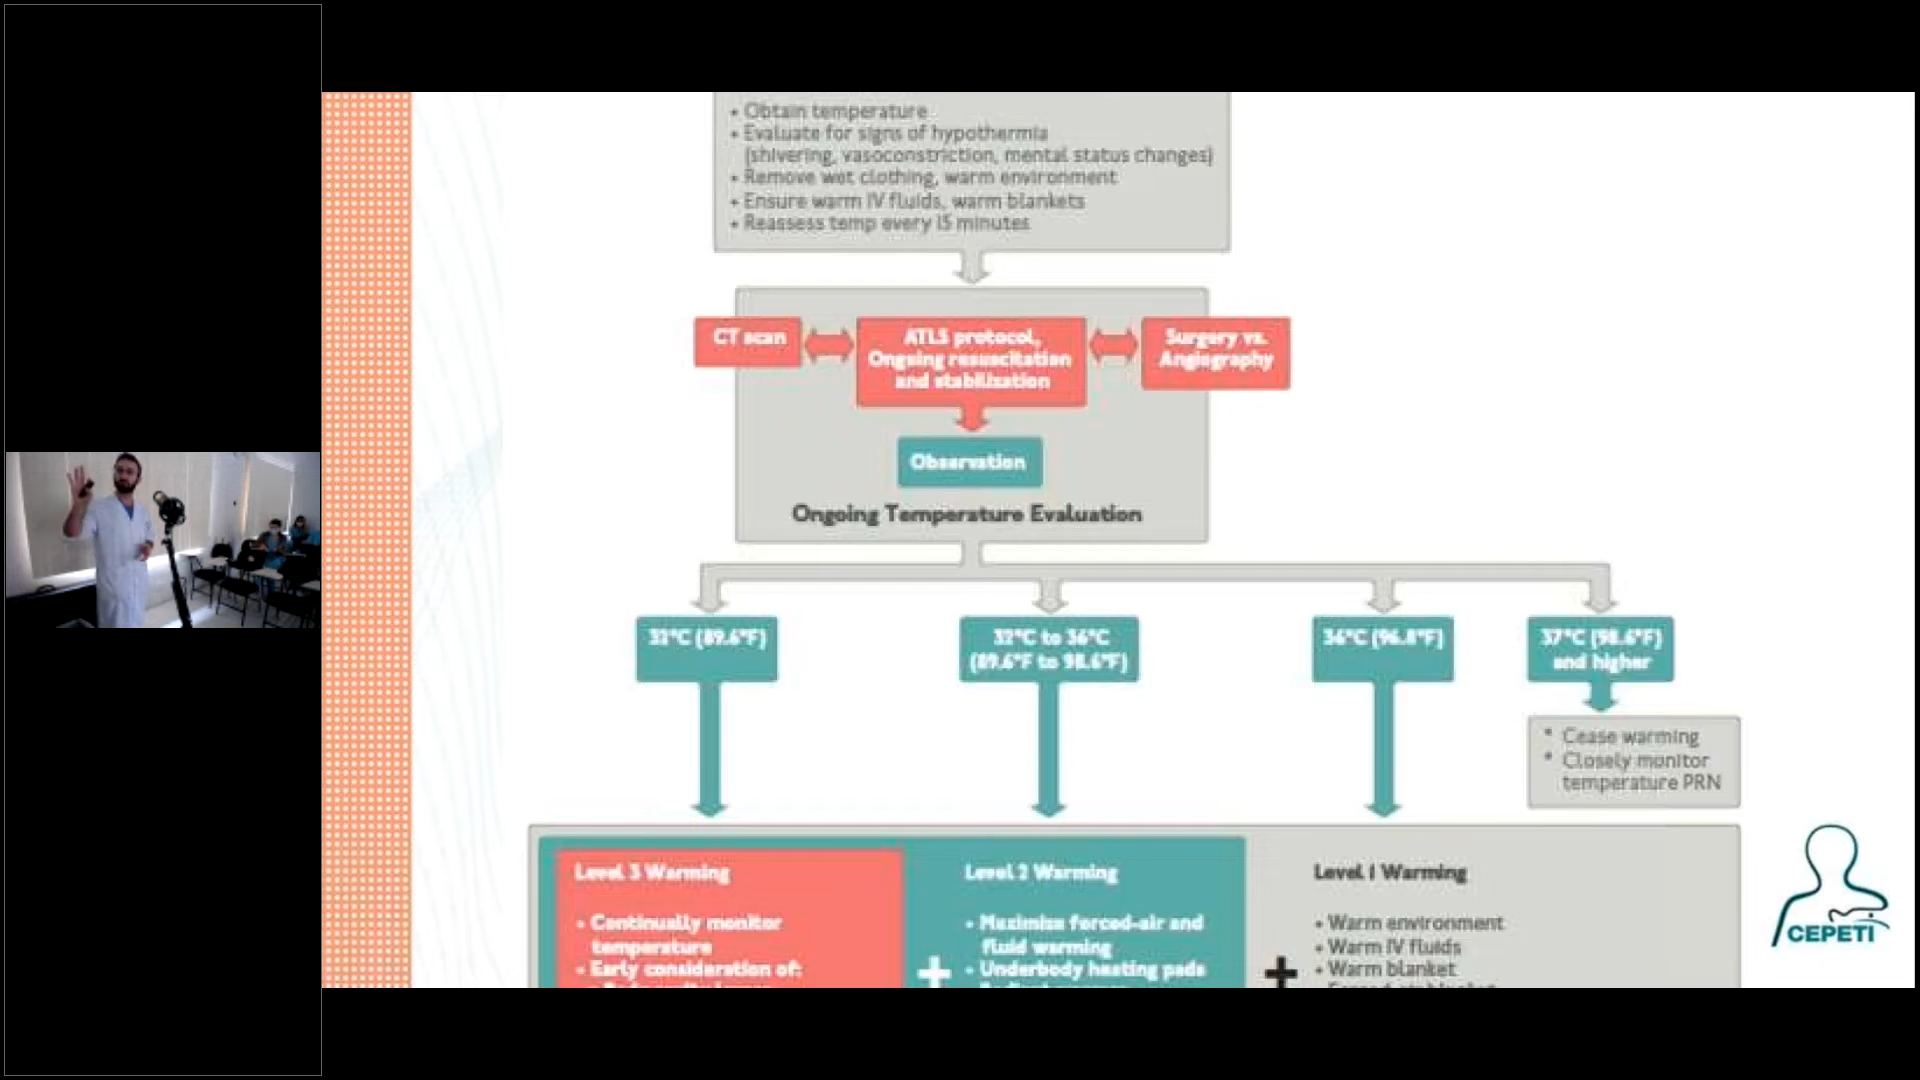 • Obtain temperature
• Evaluate for signs of hypothermia
(shivering, vasoconstriction, mental status changes)
• Remove wet clothing, warm environment
• Ensure warm IV fluids, warm blankets
• Reassess temp every 15 minutes
CT scan
ATLS protocol,
Ongoing resuscitation
and stabilization
Surgery vs.
Angiography
Observation
Ongoing Temperature Evaluation
32°C (89.6°F)
32°C to 36°C
(89.6°F to 98.6°F)
36°C (96.8°F)
37°C (98.6°F)
and higher
* Cease warming
* Closely monitor
temperature PRN
Level 3 Warming
• Continually monitor
temperature
• Early consideration of:
+
Level 2 Warming
• Maximize forced-air and
fluid warming
• Underbody heating pads
+
Level 1 Warming
• Warm environment
• Warm IV fluids
• Warm blanket
CEPETI